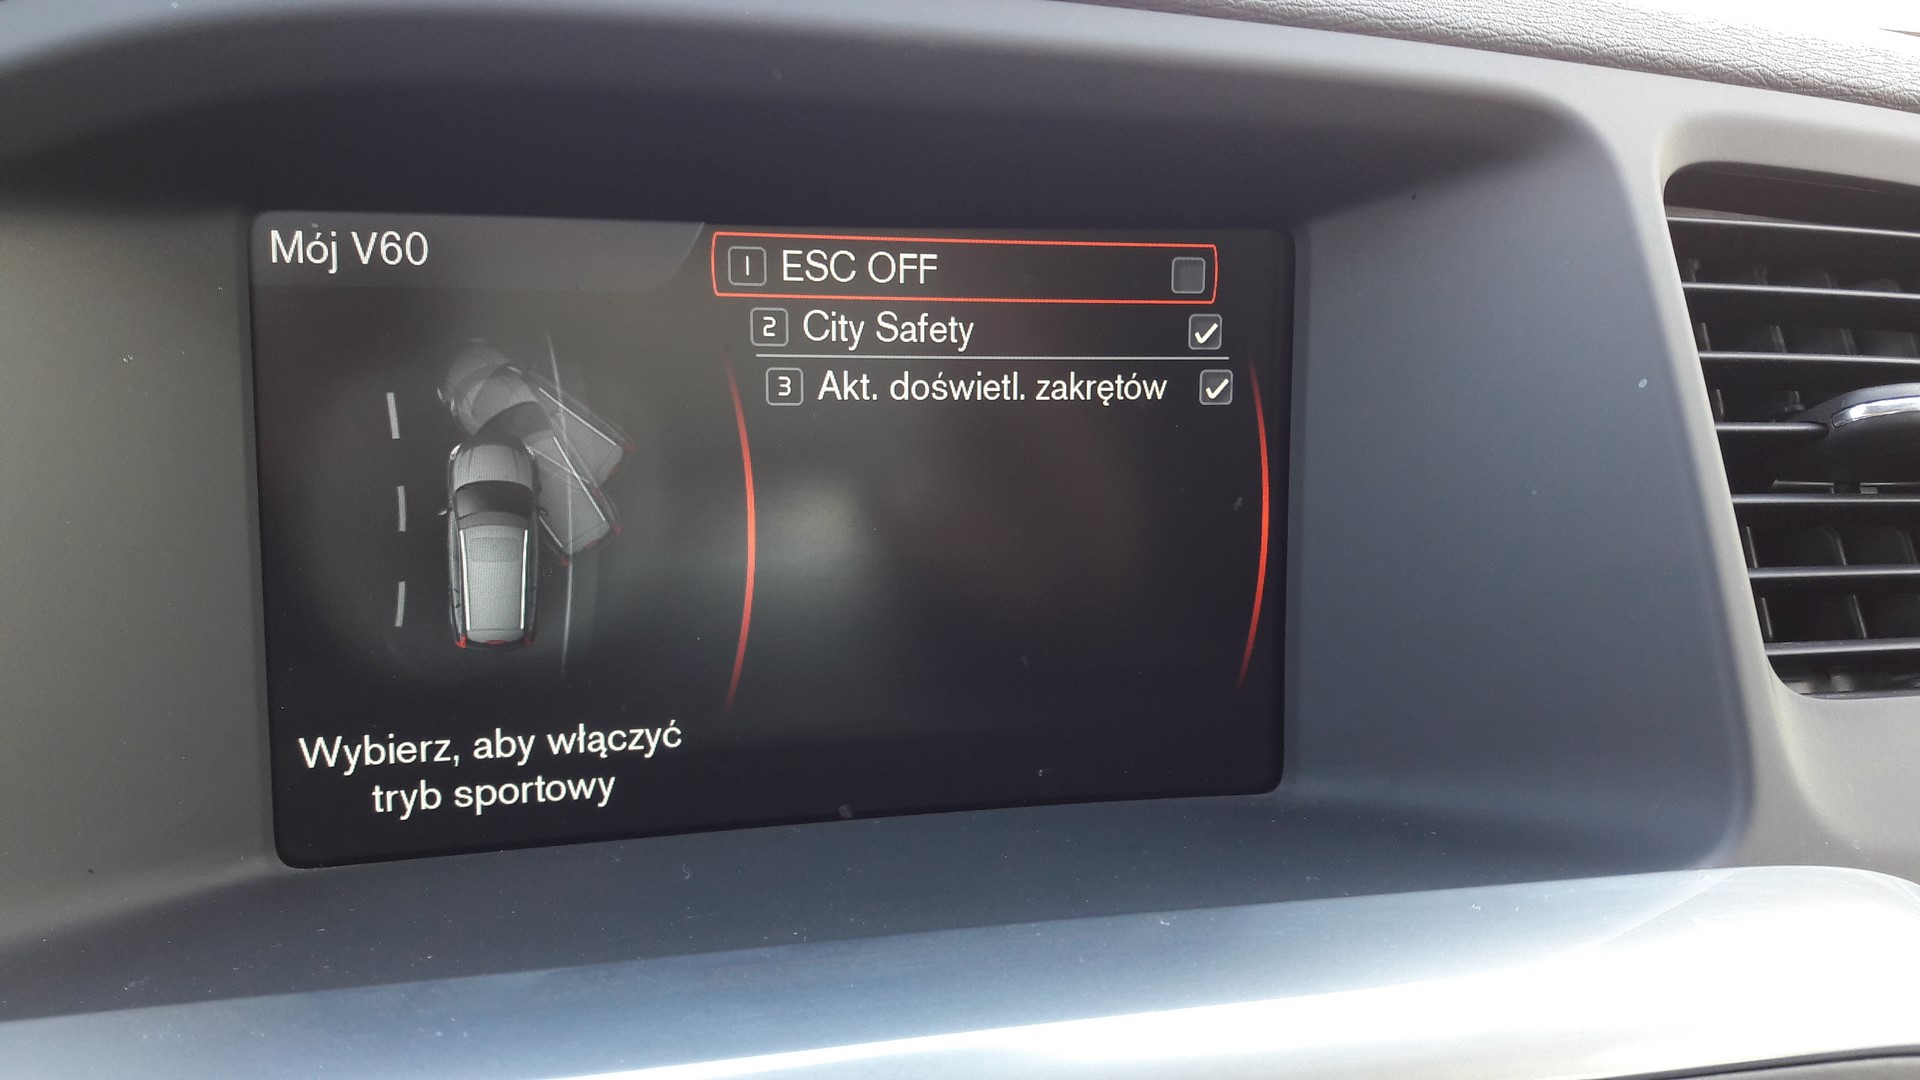 Mój V60
1 ESC OFF
2 City Safety
3 Akt. doświetl. zakrętów
Wybierz, aby włączyć
tryb sportowy